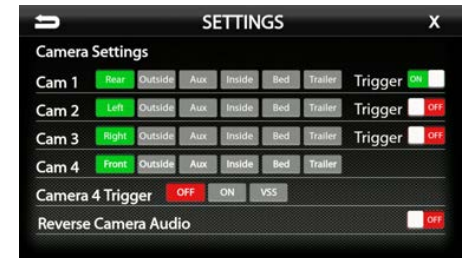 SETTINGS X
Camera Settings
Cam 1 Rear Outside Aux Inside Bed Trailer Trigger ON
Cam 2 Left Outside Aux Inside Bed Trailer Trigger OFF
Cam 3 Right Outside Aux Inside Bed Trailer Trigger OFF
Cam 4 Front Outside Aux Inside Bed Trailer
Camera 4 Trigger OFF ON VSS
Reverse Camera Audio OFF